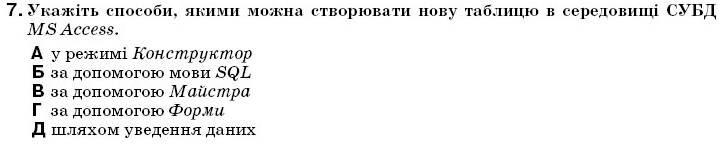 7. Укажіть способи, якими можна створювати нову таблицю в середовищі СУБД
MS Access.
А у режимі Конструктор
Б за допомогою мови SQL
В за допомогою Майстра
Г за допомогою Форми
Д шляхом уведення даних